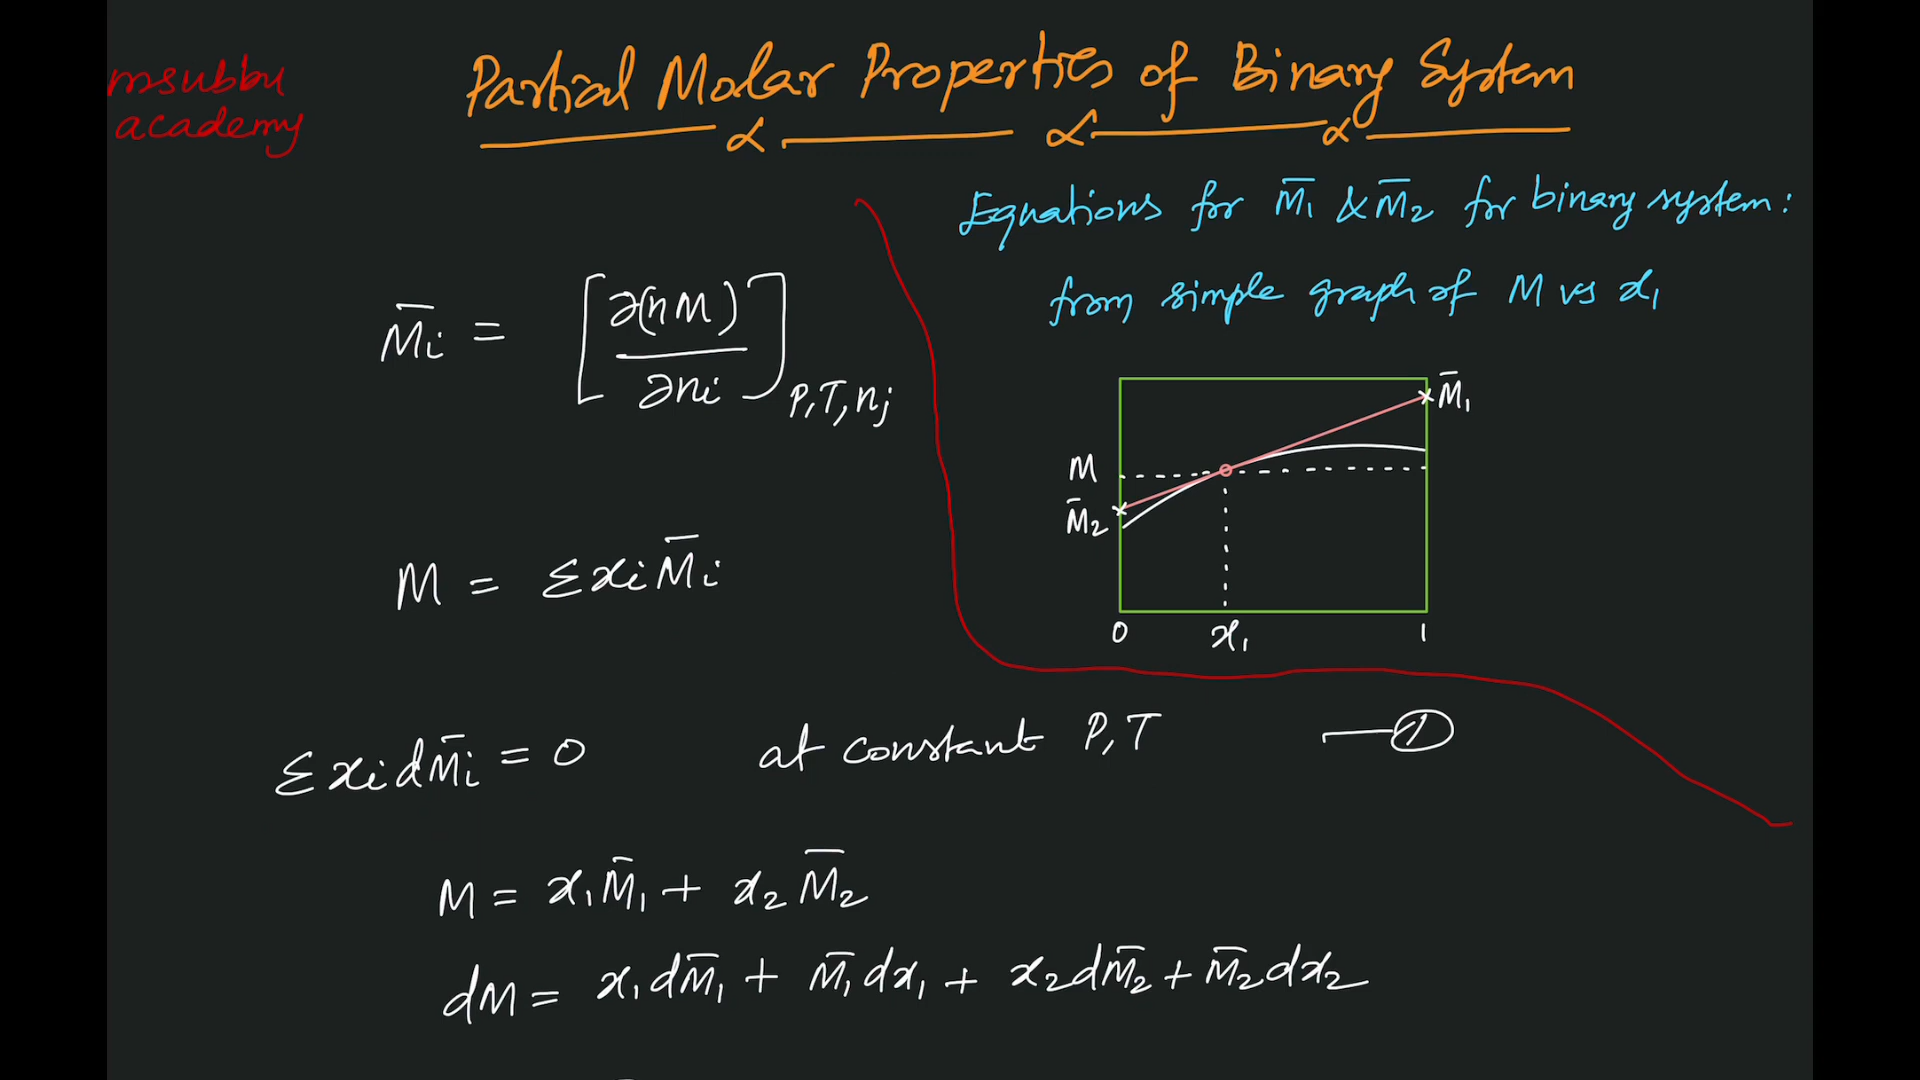 msubbu
academy
Partial Molar Properties of Binary System
Equations for M̄₁ & M̄₂ for binary system:
from simple graph of M vs x₁
M̄i = [∂(nM)/∂ni]P,T,nj
M̄₁
M
M̄₂
0 x₁ 1
M = Σxi M̄i
Σxi dM̄i = 0 at constant P,T —①
M = x₁M̄₁ + x₂M̄₂
dM = x₁dM̄₁ + M̄₁dx₁ + x₂dM̄₂ + M̄₂dx₂